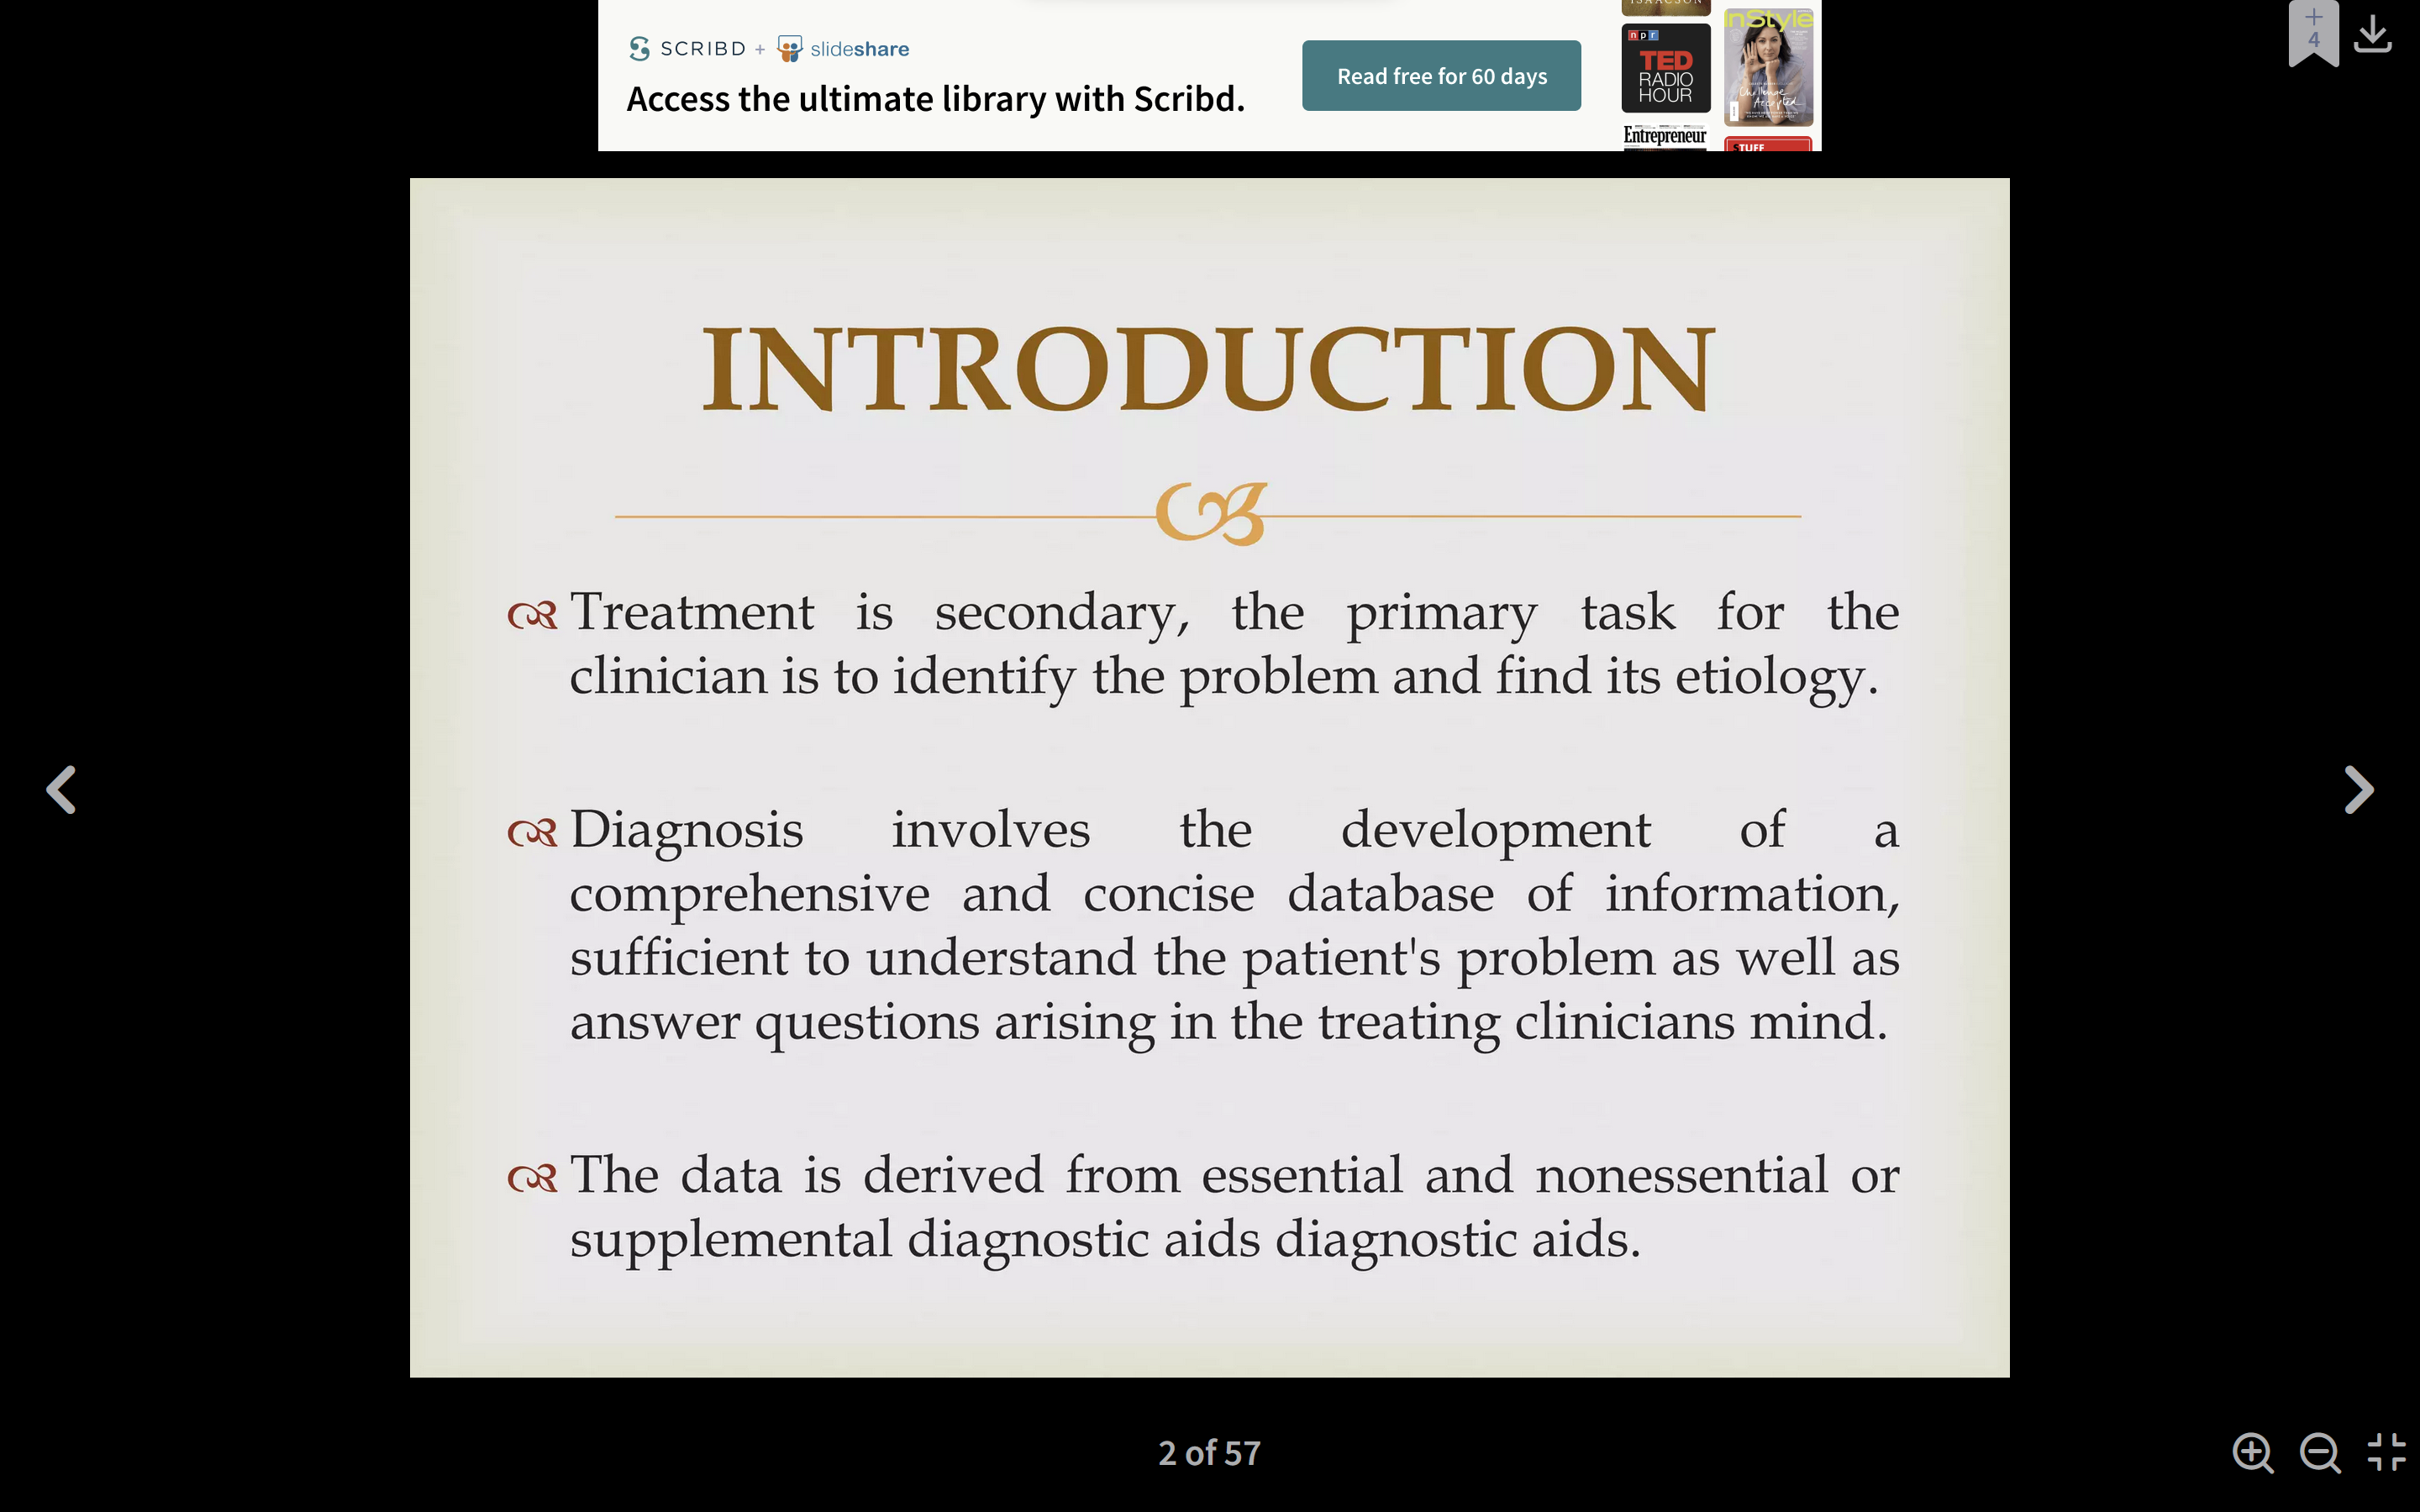 ISAACSON
SCRIBD + slideshare
Access the ultimate library with Scribd.
Read free for 60 days
npr
TED
RADIO
HOUR
InStyle
Challenge
Accepted
Entrepreneur
STUFF
+
4
INTRODUCTION
Treatment is secondary, the primary task for the
clinician is to identify the problem and find its etiology.
Diagnosis involves the development of a
comprehensive and concise database of information,
sufficient to understand the patient's problem as well as
answer questions arising in the treating clinicians mind.
The data is derived from essential and nonessential or
supplemental diagnostic aids diagnostic aids.
2 of 57